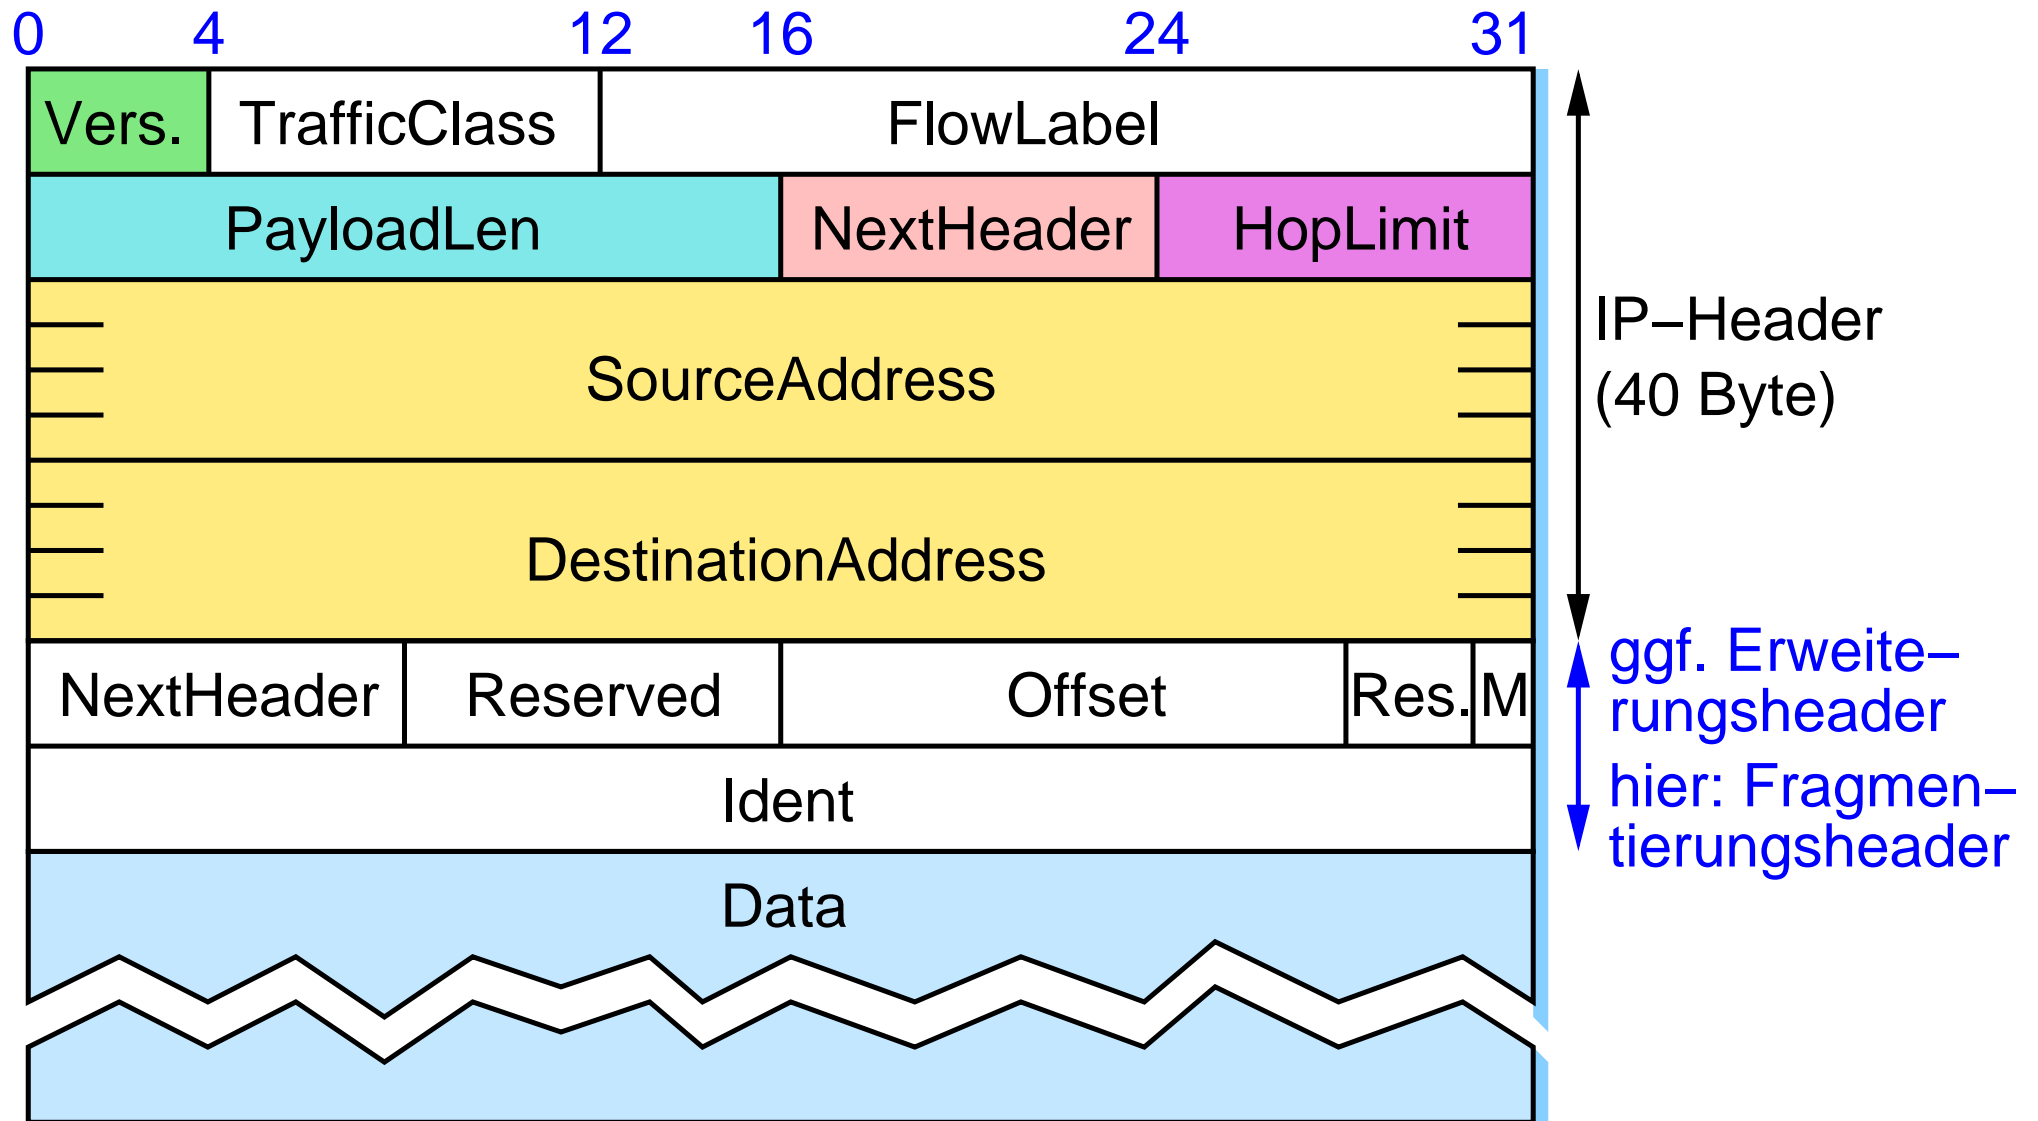 0 4 12 16 24 31
Vers. TrafficClass FlowLabel
PayloadLen NextHeader HopLimit
SourceAddress
DestinationAddress
IP–Header
(40 Byte)
NextHeader Reserved Offset Res. M
Ident
Data
ggf. Erweite–
rungsheader
hier: Fragmen–
tierungsheader